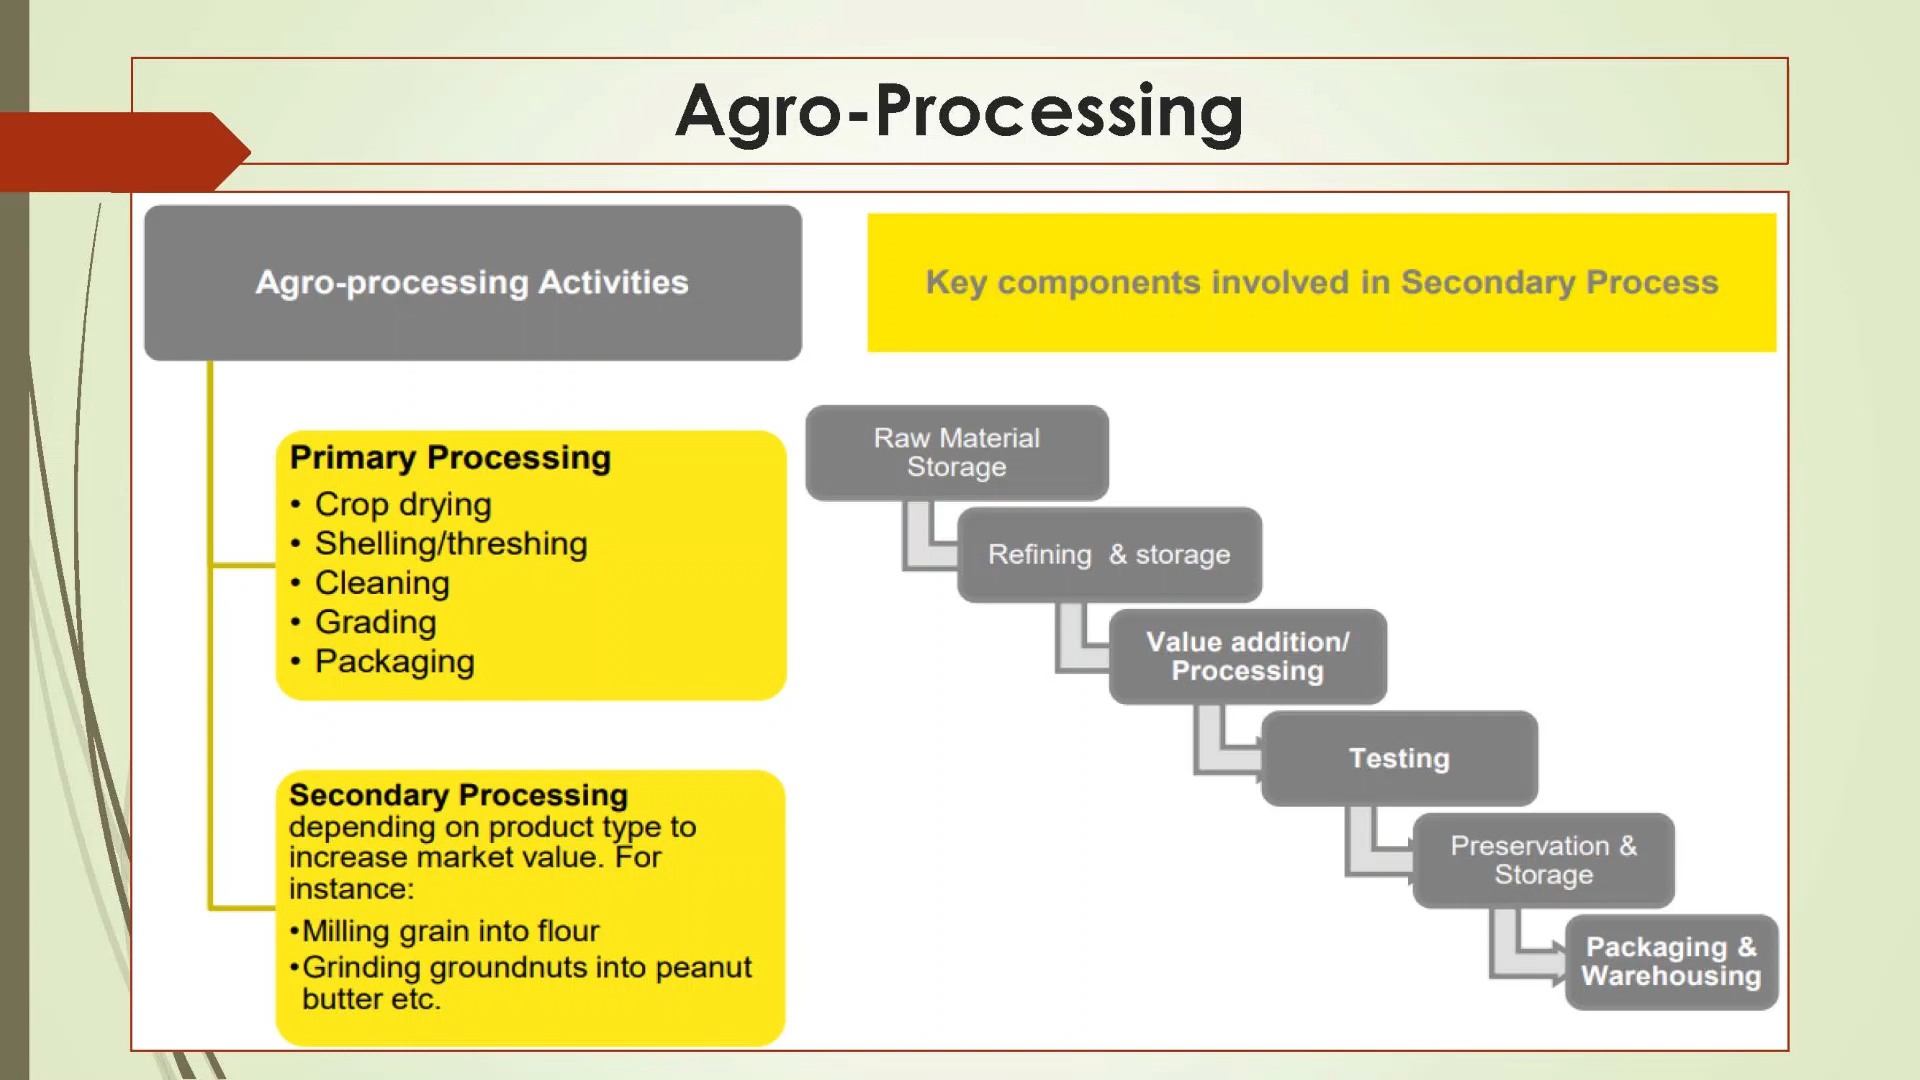 Agro-Processing
Agro-processing Activities
Primary Processing
• Crop drying
• Shelling/threshing
• Cleaning
• Grading
• Packaging
Secondary Processing
depending on product type to
increase market value. For
instance:
•Milling grain into flour
•Grinding groundnuts into peanut
butter etc.
Key components involved in Secondary Process
Raw Material
Storage
Refining & storage
Value addition/
Processing
Testing
Preservation &
Storage
Packaging &
Warehousing